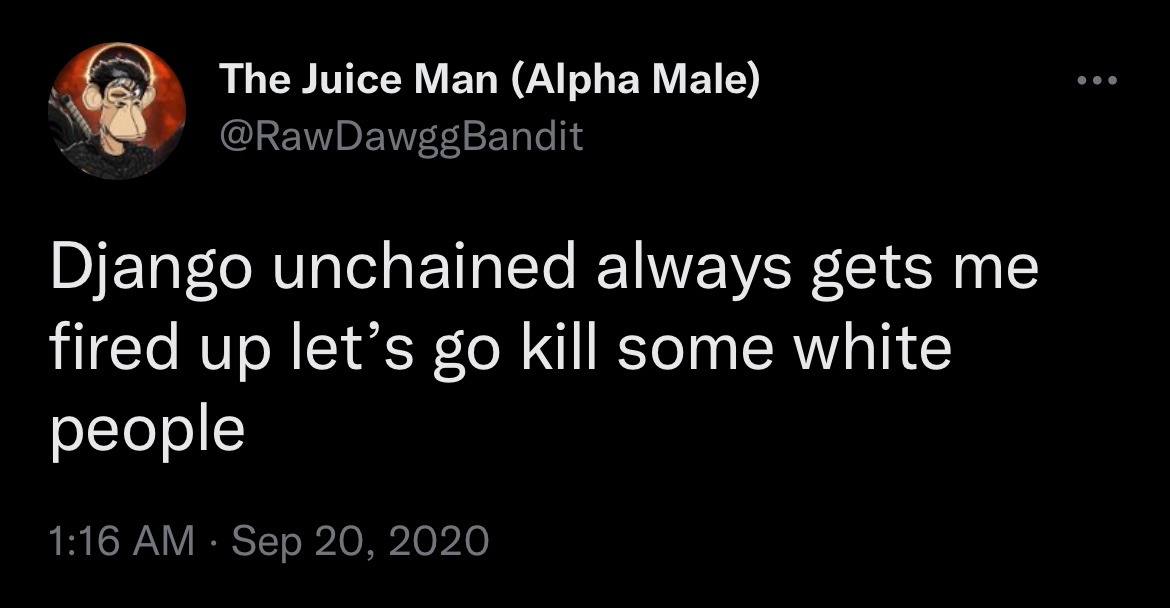 The Juice Man (Alpha Male)
@RawDawggBandit
Django unchained always gets me
fired up let’s go kill some white
people
1:16 AM · Sep 20, 2020